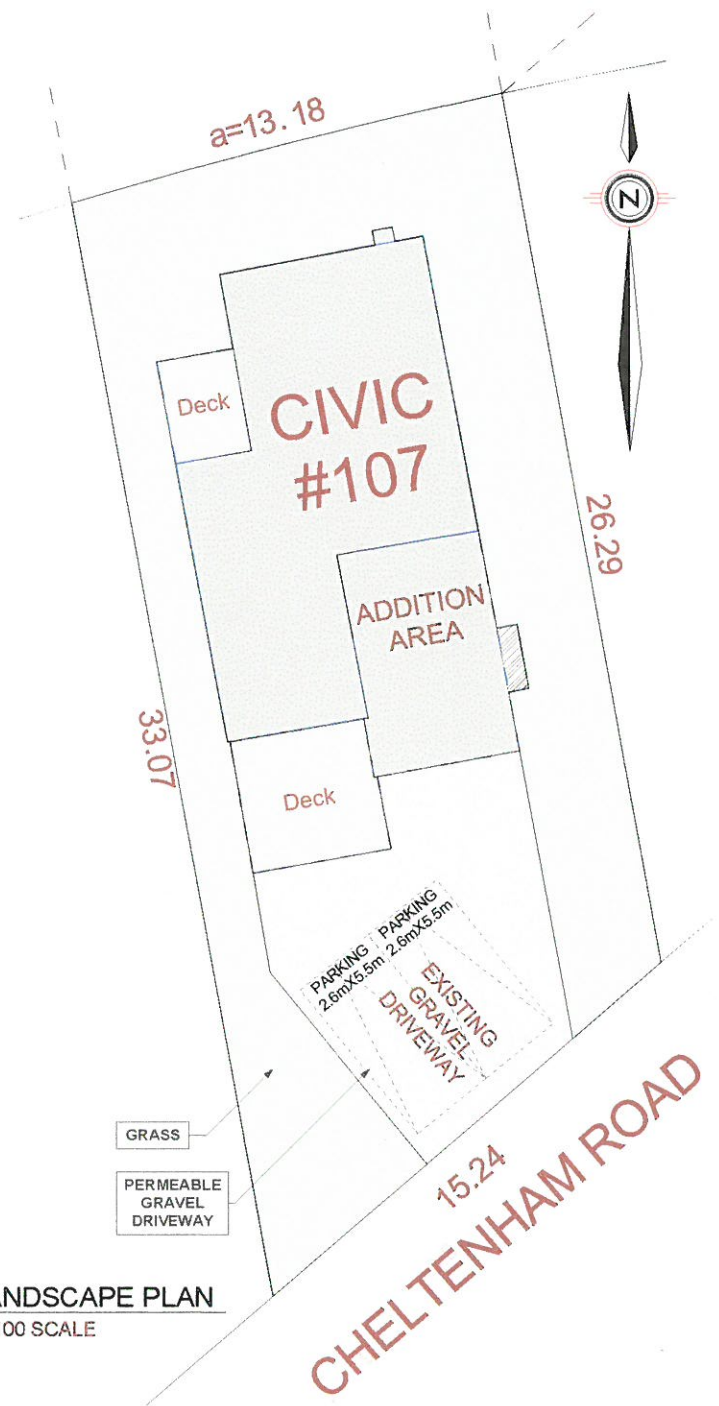 a=13.18
N
Deck
CIVIC
#107
ADDITION
AREA
26.29
33.07
Deck
PARKING
2.6mX5.5m
PARKING
2.6mX5.5m
EXISTING
GRAVEL
DRIVEWAY
GRASS
PERMEABLE
GRAVEL
DRIVEWAY
15.24
CHELTENHAM ROAD
ANDSCAPE PLAN
00 SCALE